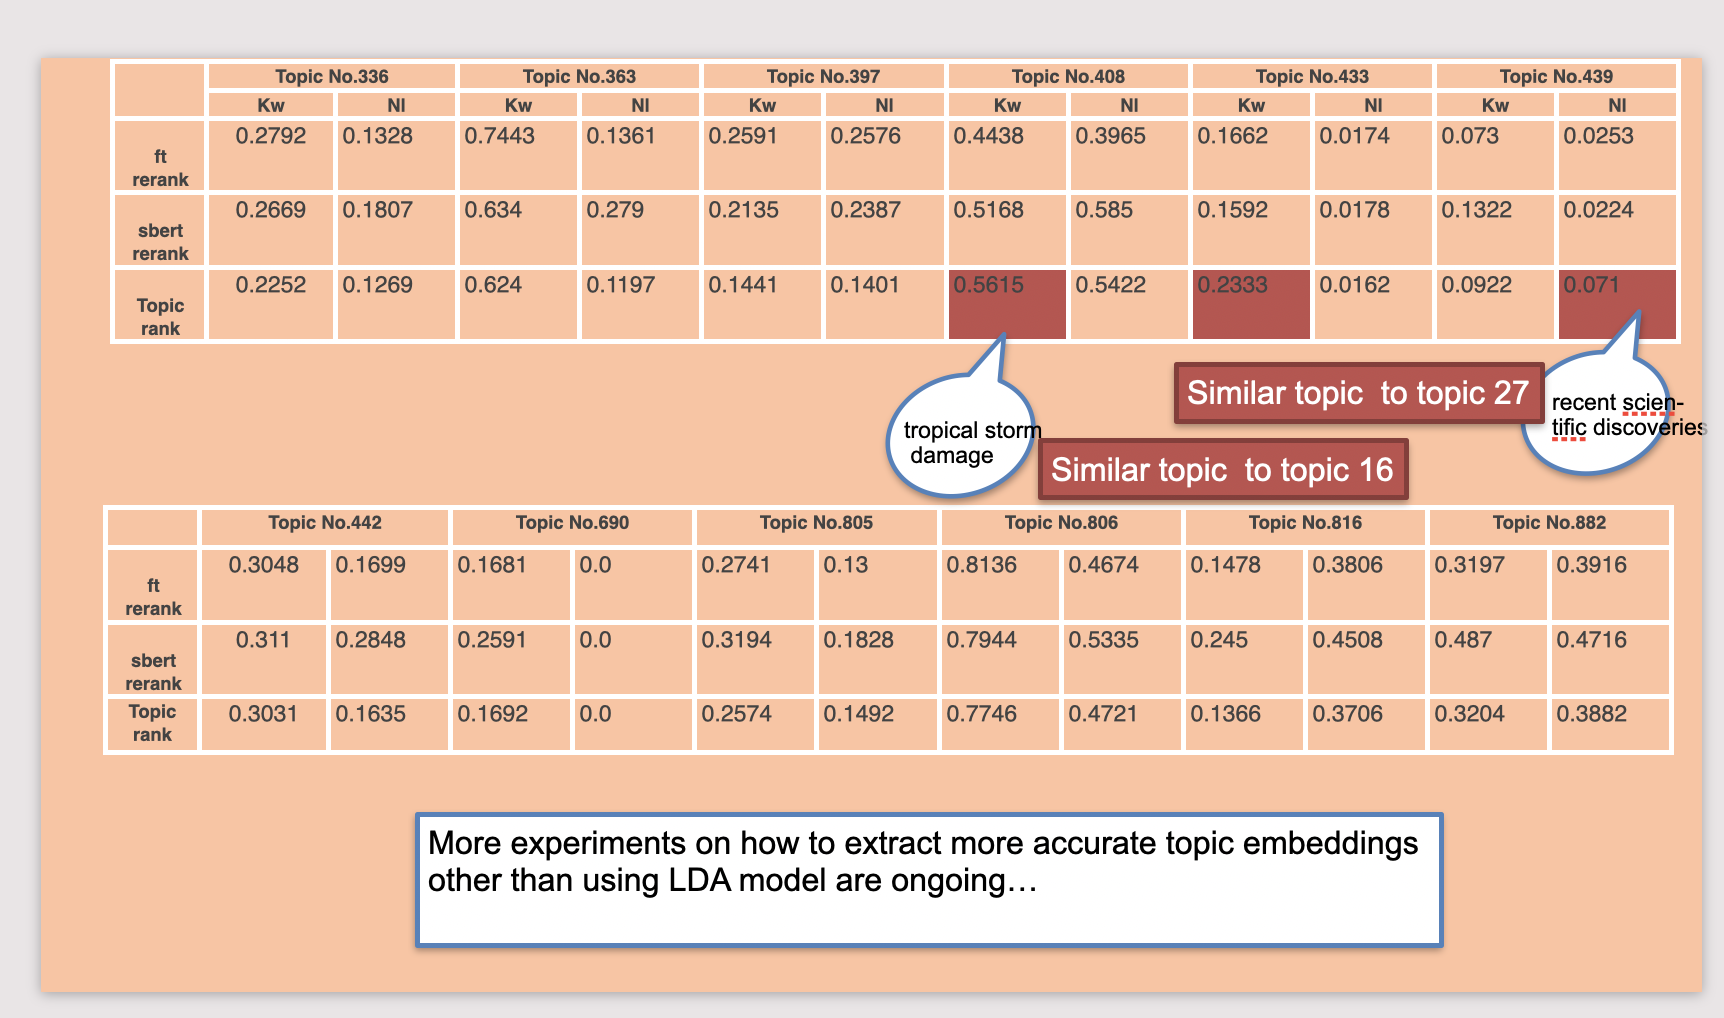 Topic No.336 Topic No.363 Topic No.397 Topic No.408 Topic No.433 Topic No.439
Kw Nl Kw Nl Kw Nl Kw Nl Kw Nl Kw Nl
ft
rerank
0.2792 0.1328 0.7443 0.1361 0.2591 0.2576 0.4438 0.3965 0.1662 0.0174 0.073 0.0253
sbert
rerank
0.2669 0.1807 0.634 0.279 0.2135 0.2387 0.5168 0.585 0.1592 0.0178 0.1322 0.0224
Topic
rank
0.2252 0.1269 0.624 0.1197 0.1441 0.1401 0.5615 0.5422 0.2333 0.0162 0.0922 0.071
Similar topic  to topic 27
recent scien-
tific discoveries
tropical storm
damage
Similar topic  to topic 16
Topic No.442 Topic No.690 Topic No.805 Topic No.806 Topic No.816 Topic No.882
ft
rerank
0.3048 0.1699 0.1681 0.0 0.2741 0.13 0.8136 0.4674 0.1478 0.3806 0.3197 0.3916
sbert
rerank
0.311 0.2848 0.2591 0.0 0.3194 0.1828 0.7944 0.5335 0.245 0.4508 0.487 0.4716
Topic
rank
0.3031 0.1635 0.1692 0.0 0.2574 0.1492 0.7746 0.4721 0.1366 0.3706 0.3204 0.3882
More experiments on how to extract more accurate topic embeddings
other than using LDA model are ongoing…